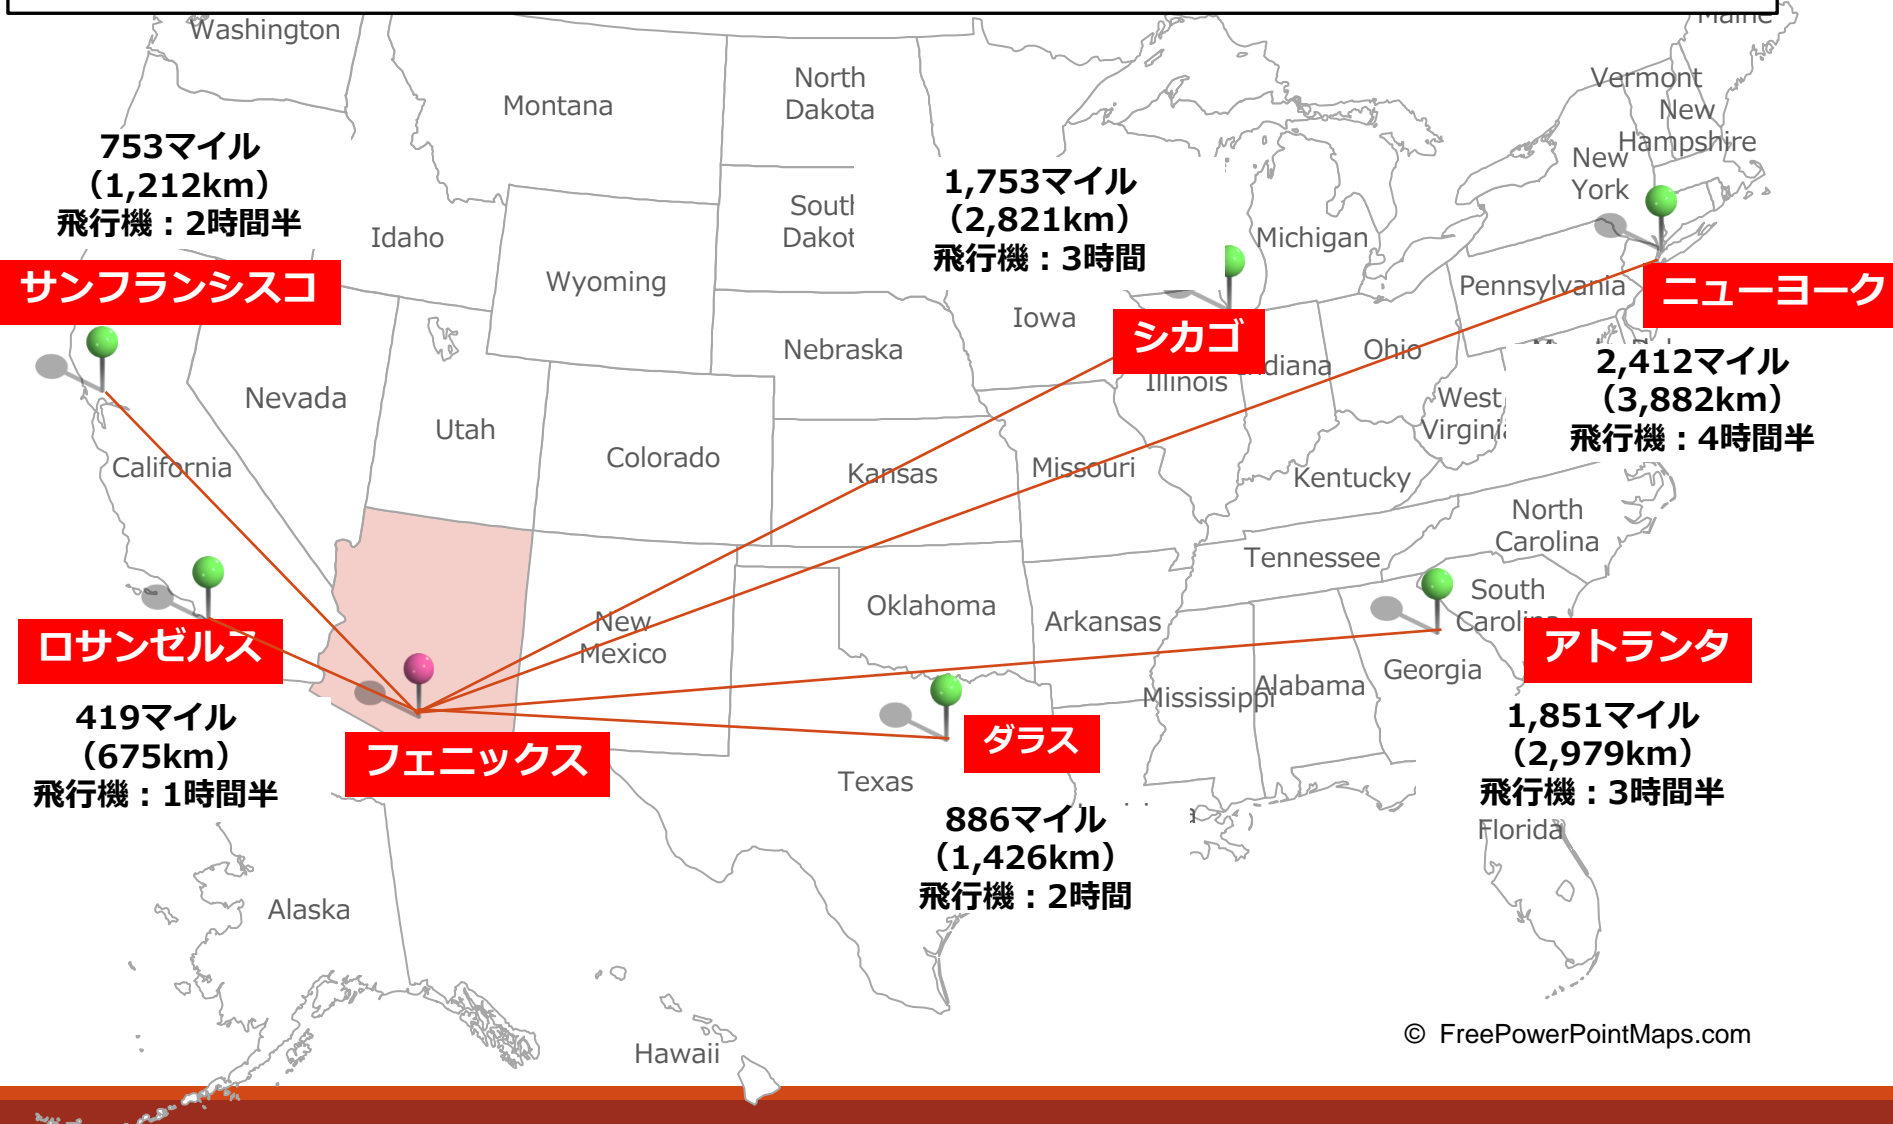 Washington
Maine
Montana
North
Dakota
Vermont
New
Hampshire
New
York
753マイル
（1,212km）
飛行機：2時間半
1,753マイル
（2,821km）
飛行機：3時間
South
Dakot
Idaho
Michigan
Wyoming
Pennsylvania
サンフランシスコ
ニューヨーク
Iowa
シカゴ
Nebraska
Ohio
ndiana
Illinois
2,412マイル
（3,882km）
飛行機：4時間半
Nevada
West
Virginia
Utah
Colorado
California
Kansas
Missouri
Kentucky
North
Carolina
Tennessee
South
Carolina
Oklahoma
Arkansas
New
Mexico
ロサンゼルス
アトランタ
Georgia
Alabama
Mississippi
419マイル
（675km）
飛行機：1時間半
フェニックス
ダラス
1,851マイル
（2,979km）
飛行機：3時間半
Texas
886マイル
（1,426km）
飛行機：2時間
Florida
Alaska
Hawaii
© FreePowerPointMaps.com